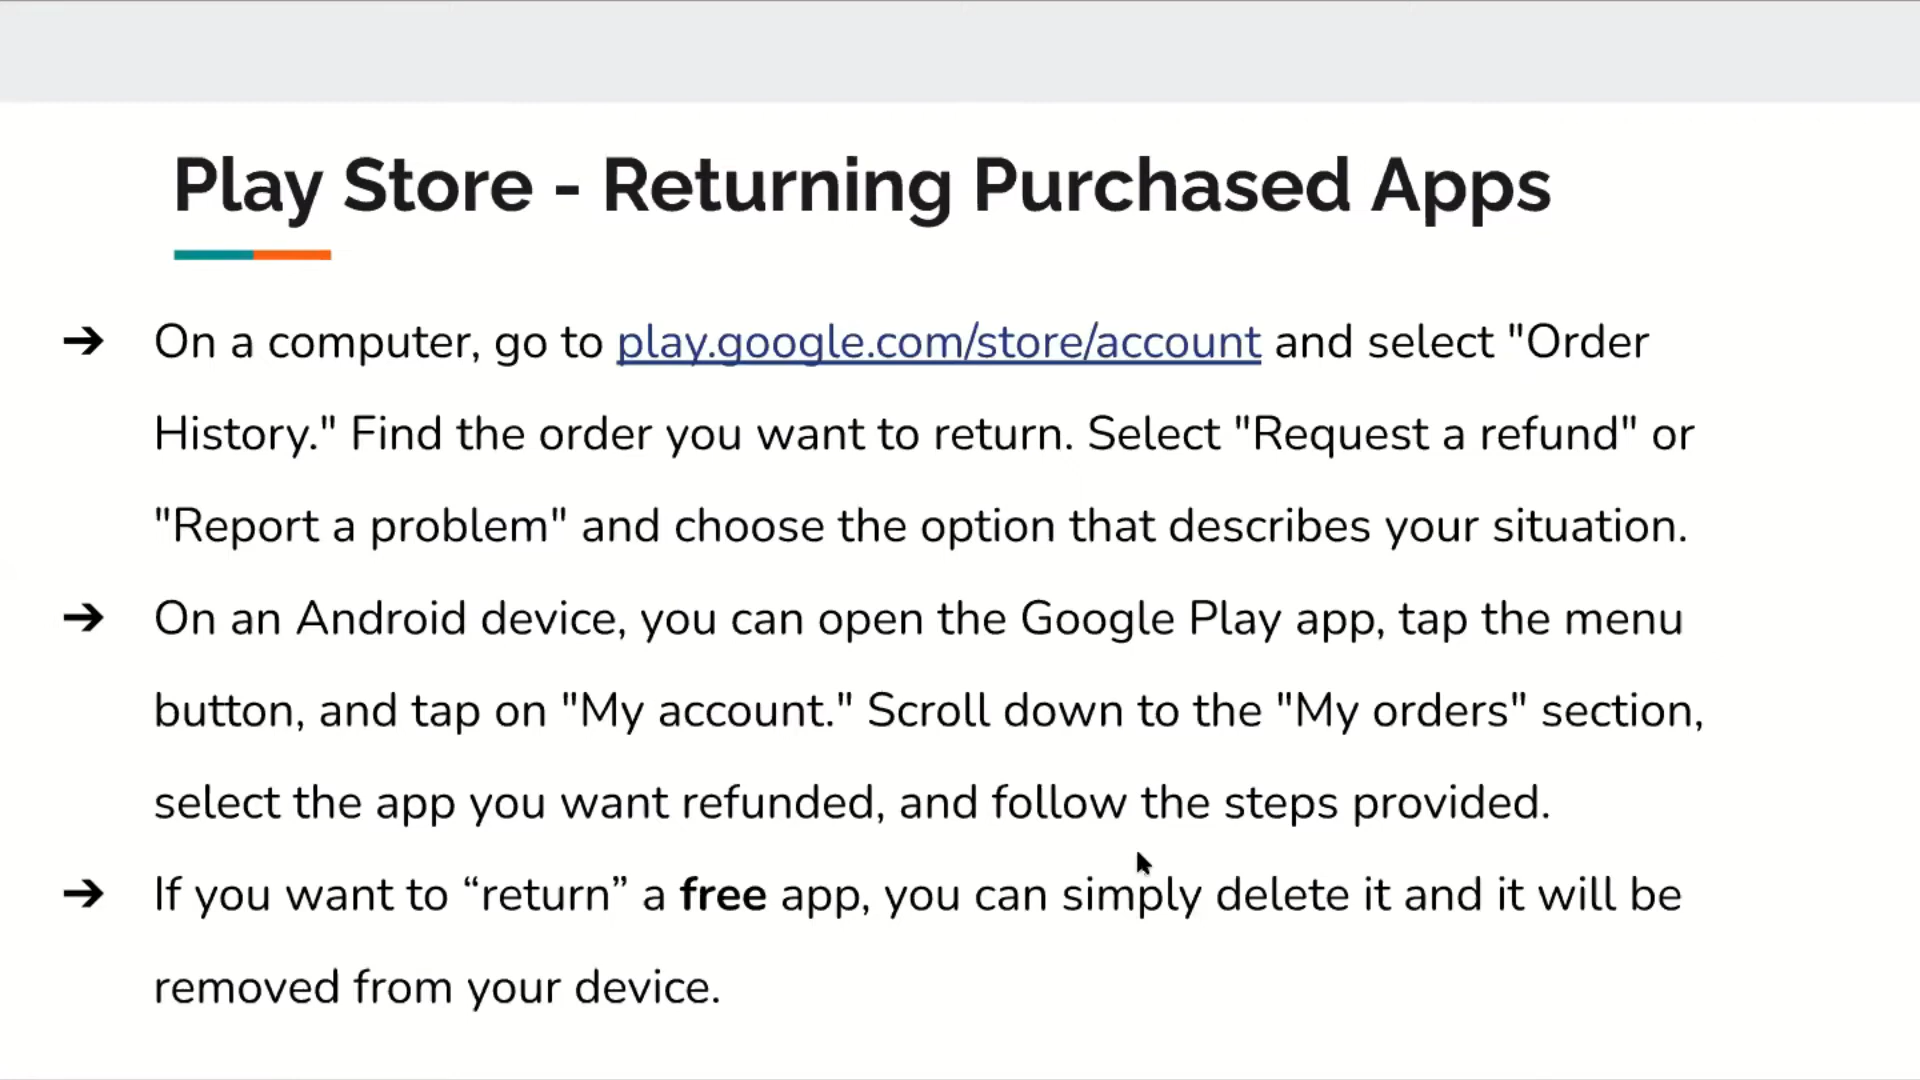 Play Store - Returning Purchased Apps
➔ On a computer, go to play.google.com/store/account and select "Order
History." Find the order you want to return. Select "Request a refund" or
"Report a problem" and choose the option that describes your situation.
➔ On an Android device, you can open the Google Play app, tap the menu
button, and tap on "My account." Scroll down to the "My orders" section,
select the app you want refunded, and follow the steps provided.
➔ If you want to “return” a free app, you can simply delete it and it will be
removed from your device.